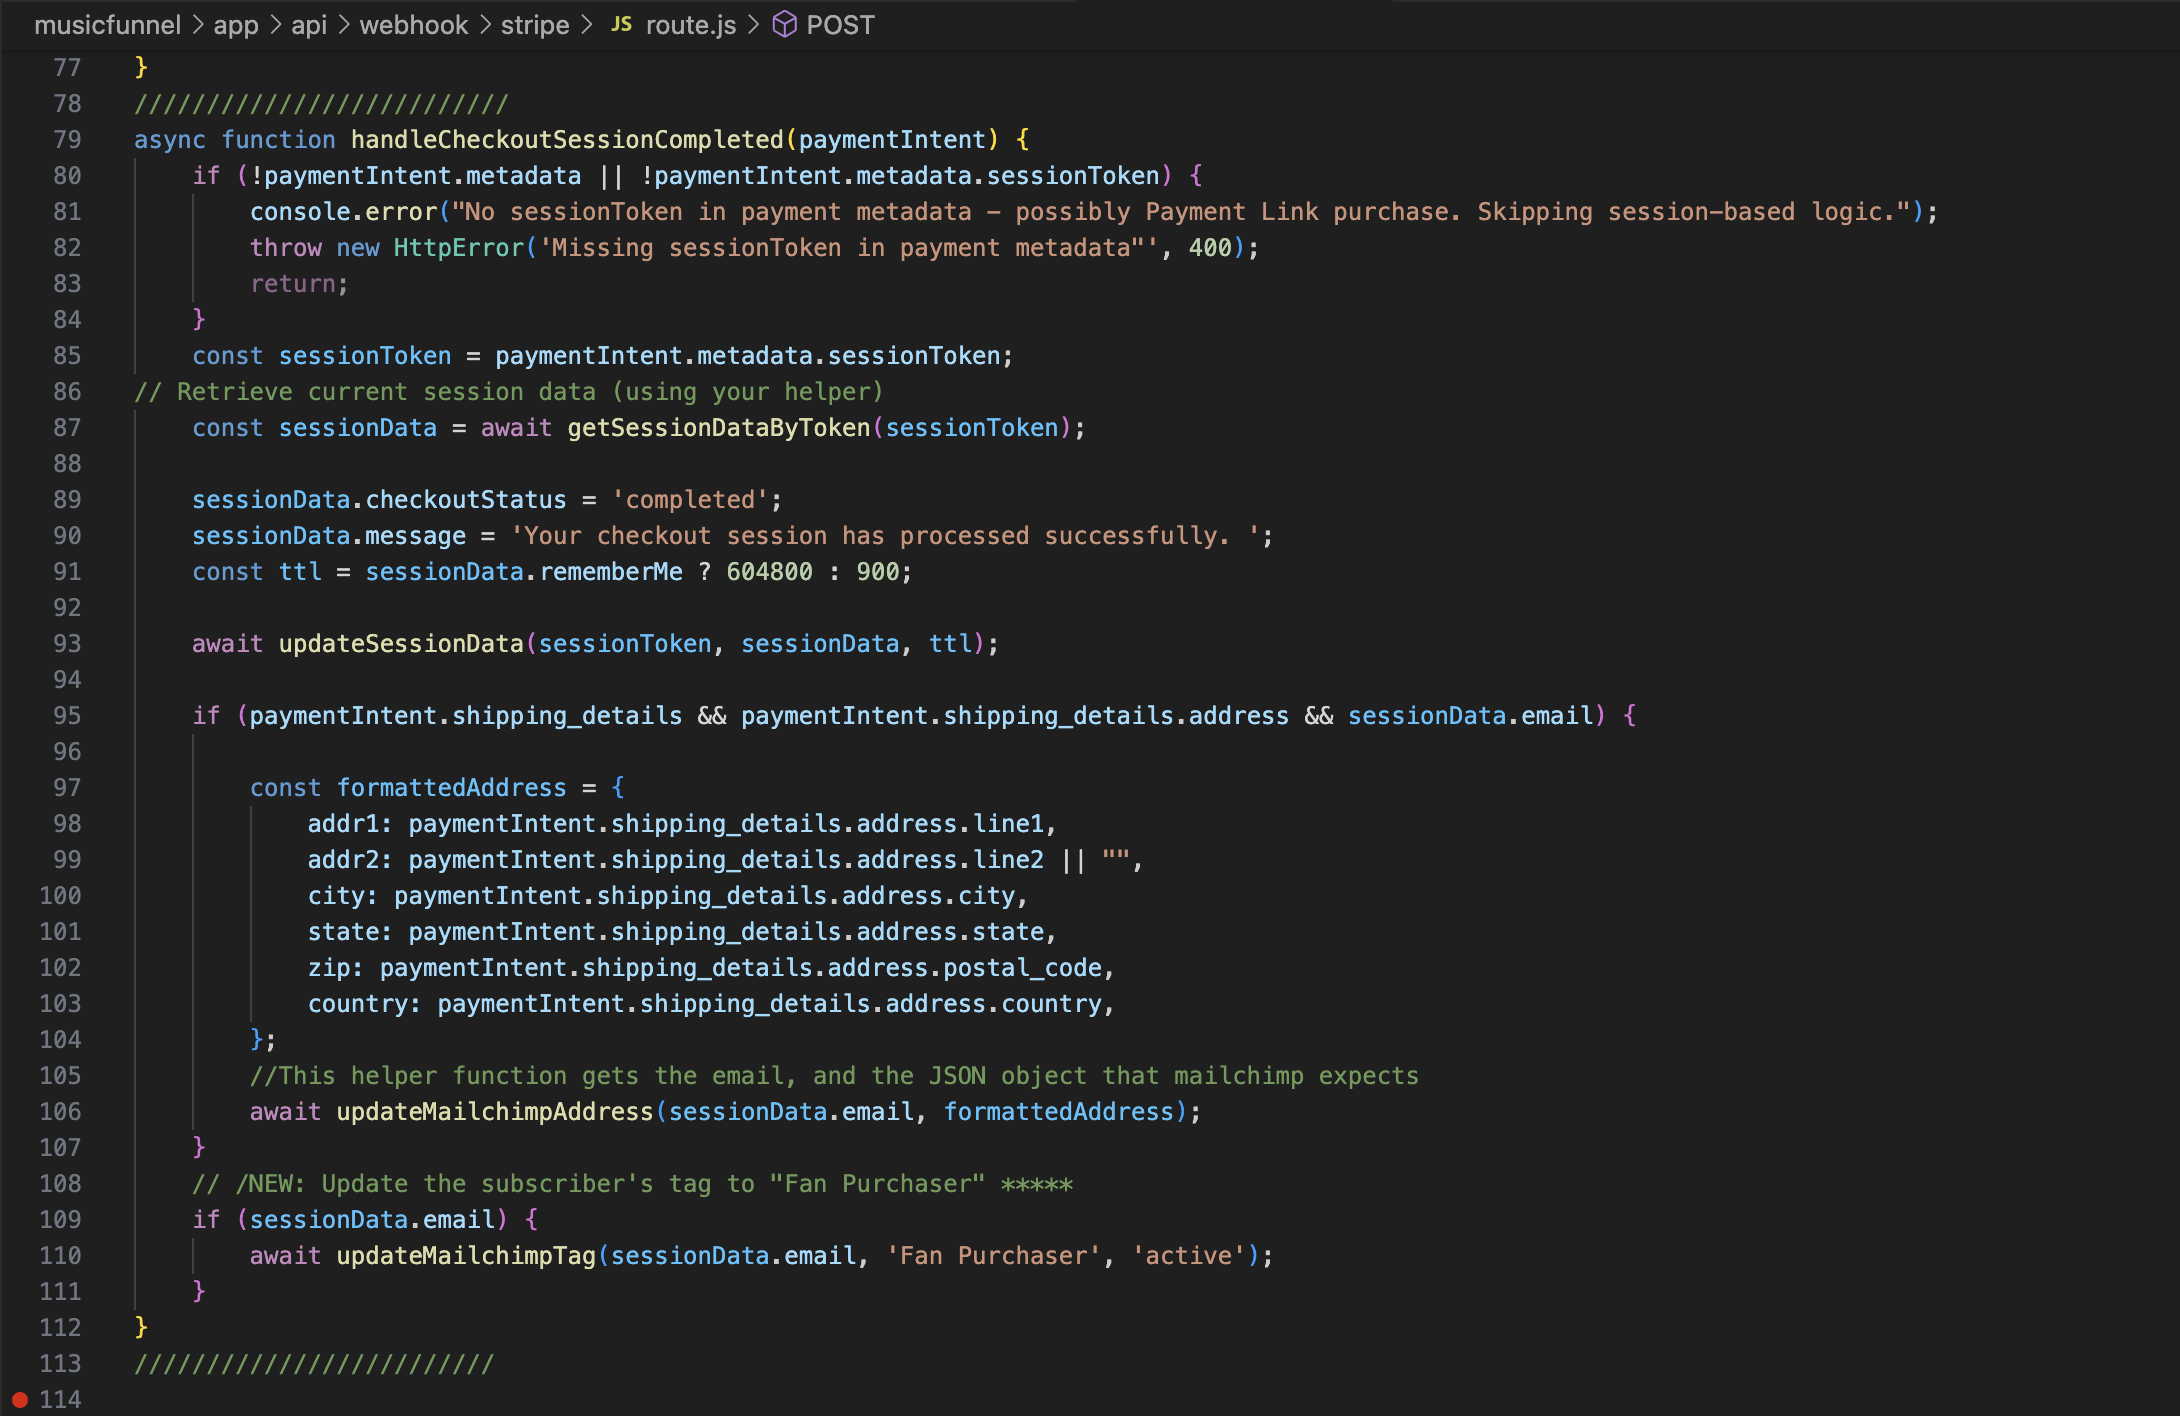 musicfunnel > app > api > webhook > stripe > JS route.js > POST
77 }
78 //////////////////////////
79 async function handleCheckoutSessionCompleted(paymentIntent) {
80     if (!paymentIntent.metadata || !paymentIntent.metadata.sessionToken) {
81         console.error("No sessionToken in payment metadata – possibly Payment Link purchase. Skipping session-based logic.");
82         throw new HttpError('Missing sessionToken in payment metadata"', 400);
83         return;
84     }
85     const sessionToken = paymentIntent.metadata.sessionToken;
86 // Retrieve current session data (using your helper)
87     const sessionData = await getSessionDataByToken(sessionToken);
88
89     sessionData.checkoutStatus = 'completed';
90     sessionData.message = 'Your checkout session has processed successfully. ';
91     const ttl = sessionData.rememberMe ? 604800 : 900;
92
93     await updateSessionData(sessionToken, sessionData, ttl);
94
95     if (paymentIntent.shipping_details && paymentIntent.shipping_details.address && sessionData.email) {
96
97         const formattedAddress = {
98             addr1: paymentIntent.shipping_details.address.line1,
99             addr2: paymentIntent.shipping_details.address.line2 || "",
100             city: paymentIntent.shipping_details.address.city,
101             state: paymentIntent.shipping_details.address.state,
102             zip: paymentIntent.shipping_details.address.postal_code,
103             country: paymentIntent.shipping_details.address.country,
104         };
105         //This helper function gets the email, and the JSON object that mailchimp expects
106         await updateMailchimpAddress(sessionData.email, formattedAddress);
107     }
108     // /NEW: Update the subscriber's tag to "Fan Purchaser" *****
109     if (sessionData.email) {
110         await updateMailchimpTag(sessionData.email, 'Fan Purchaser', 'active');
111     }
112 }
113 /////////////////////////
114